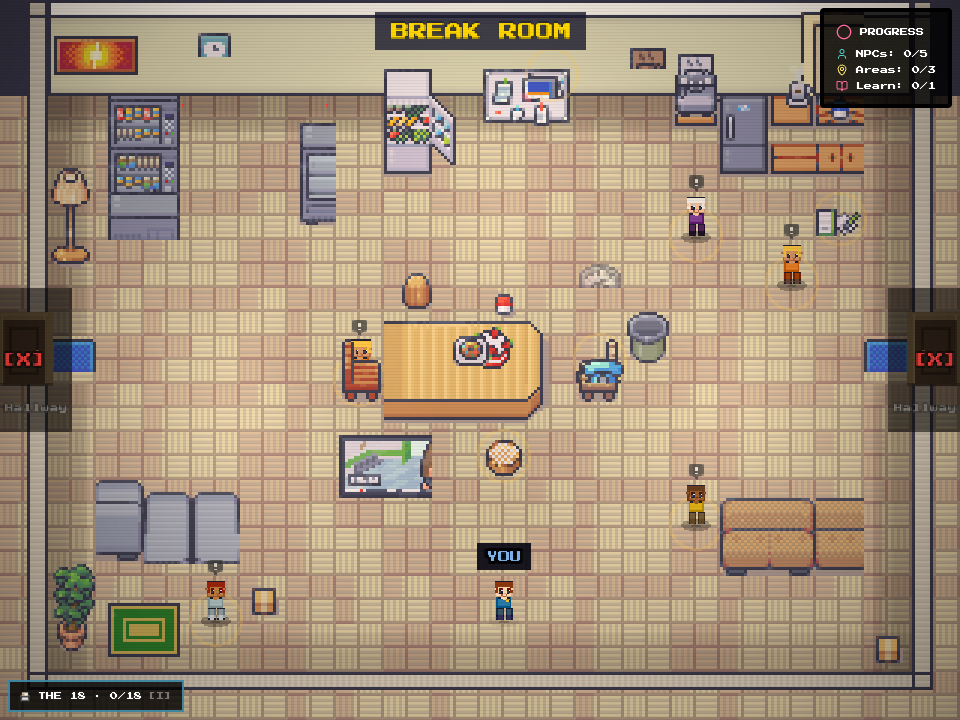 BREAK ROOM
PROGRESS
NPCs: 0/5
Areas: 0/3
Learn: 0/1
[X]
Hallway
[X]
Hallway
YOU
THE 18 · 0/18 [I]